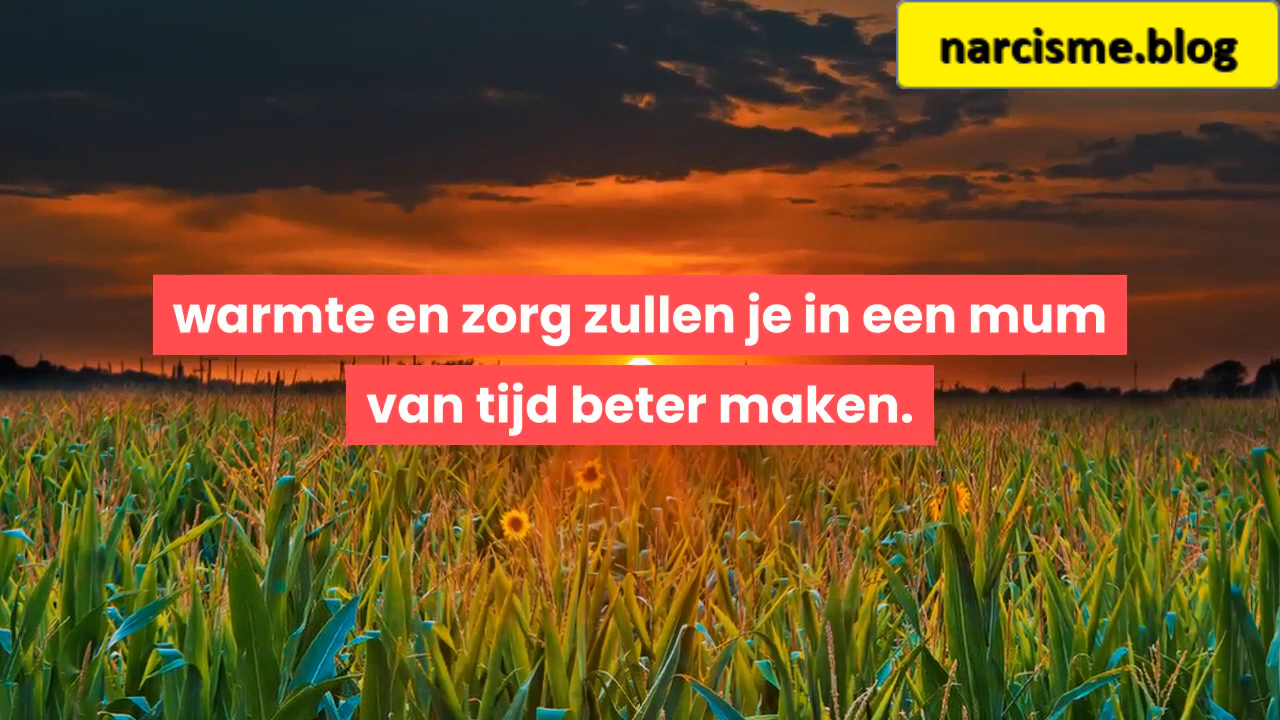 narcisme.blog
warmte en zorg zullen je in een mum
van tijd beter maken.